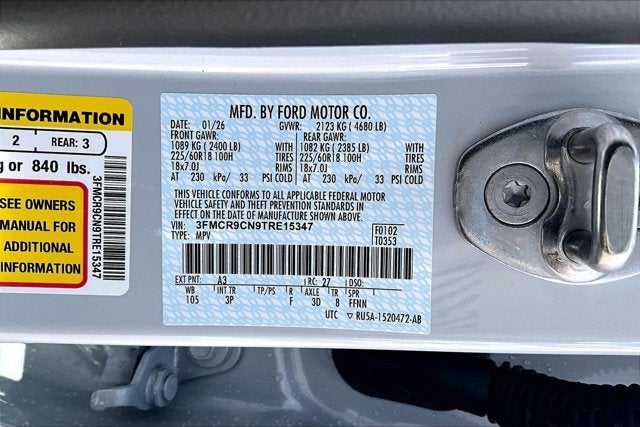 INFORMATION
2 REAR: 3
g or 840 lbs.
SEE OWNERS
MANUAL FOR
ADDITIONAL
INFORMATION
3FMCR9CN9TRE15347
MFD. BY FORD MOTOR CO.
DATE: 01/26 GVWR: 2123 KG ( 4680 LB)
FRONT GAWR: REAR GAWR:
1089 KG ( 2400 LB) WITH 1082 KG ( 2385 LB) WITH
225/60R18 100H TIRES 225/60R18 100H TIRES
18x7.0J RIMS 18x7.0J RIMS
AT 230 kPa/ 33 PSI COLD AT 230 kPa/ 33 PSI COLD
THIS VEHICLE CONFORMS TO ALL APPLICABLE FEDERAL MOTOR
VEHICLE SAFETY AND THEFT PREVENTION STANDARDS IN
EFFECT ON THE DATE OF MANUFACTURE SHOWN ABOVE.
VIN: 3FMCR9CN9TRE15347 F0102
TYPE: MPV T0353
EXT PNT: A3 RC: 27 DSO:
WB INT TR TP/PS R AXLE TR SPR
105 3P F 3D 8 FFNN
UTC RU5A-1520472-AB